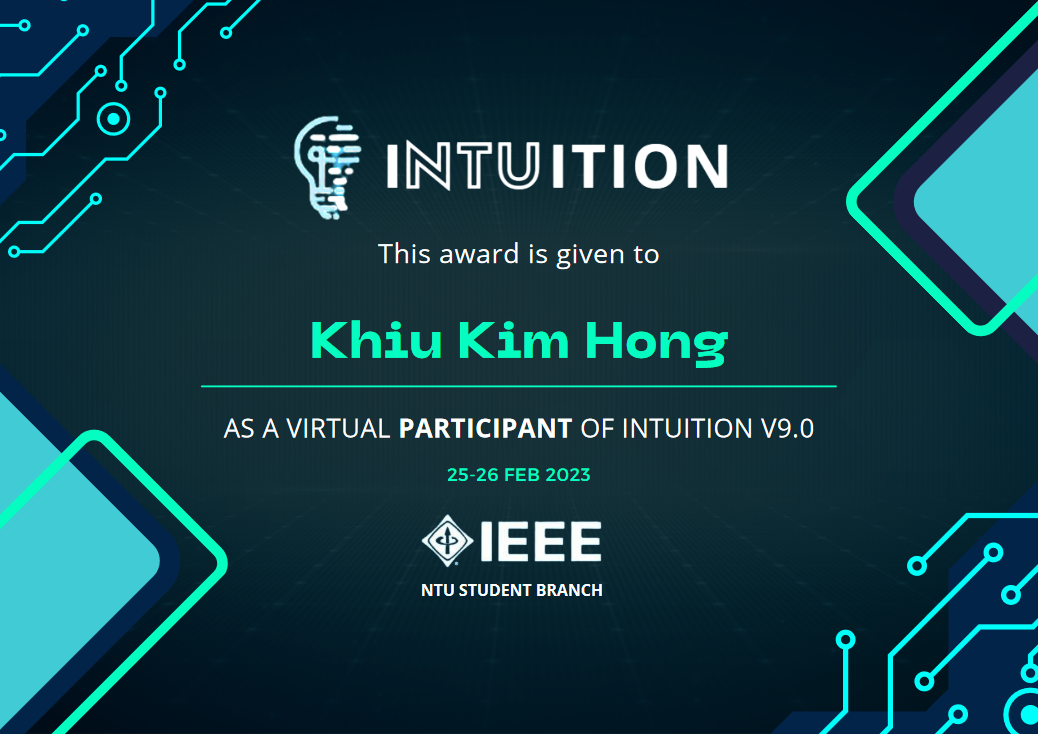 INTUITION
This award is given to
Khiu Kim Hong
AS A VIRTUAL PARTICIPANT OF INTUITION V9.0
25-26 FEB 2023
IEEE
NTU STUDENT BRANCH